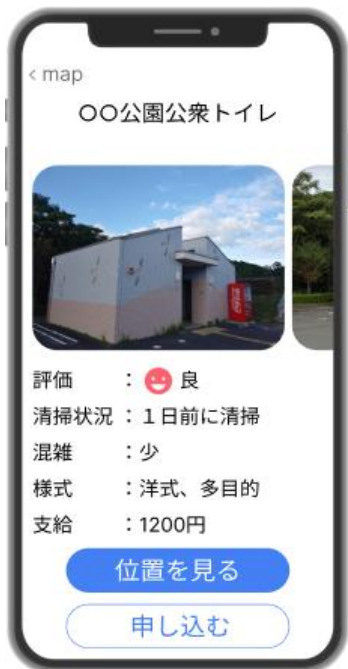 < map
〇〇公園公衆トイレ
評価 : 良
清掃状況 : 1日前に清掃
混雑 : 少
様式 : 洋式、多目的
支給 : 1200円
位置を見る
申し込む